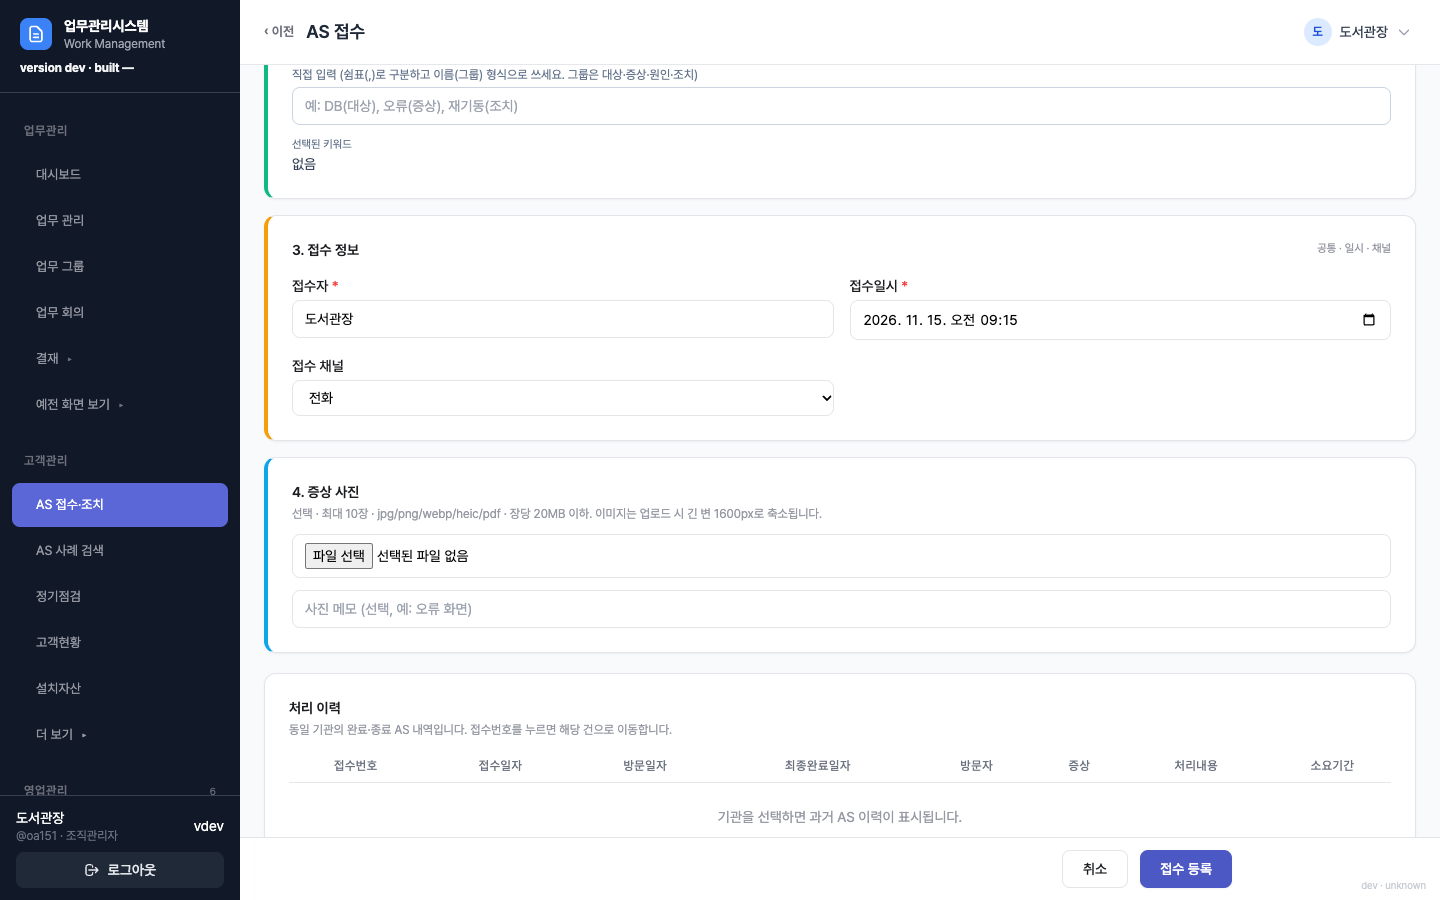 업무관리시스템
Work Management
version dev · built —
업무관리
대시보드
업무 관리
업무 그룹
업무 회의
결재 ▸
예전 화면 보기 ▸
고객관리
AS 접수·조치
AS 사례 검색
정기점검
고객현황
설치자산
더 보기 ▸
영업관리 6
도서관장
@oa151 · 조직관리자
vdev
로그아웃
‹ 이전 AS 접수
도 도서관장
직접 입력 (쉼표(,)로 구분하고 이름(그룹) 형식으로 쓰세요. 그룹은 대상·증상·원인·조치)
예: DB(대상), 오류(증상), 재기동(조치)
선택된 키워드
없음
3. 접수 정보
공통 · 일시 · 채널
접수자 *
도서관장
접수일시 *
2026. 11. 15. 오전 09:15
접수 채널
전화
4. 증상 사진
선택 · 최대 10장 · jpg/png/webp/heic/pdf · 장당 20MB 이하. 이미지는 업로드 시 긴 변 1600px로 축소됩니다.
파일 선택 선택된 파일 없음
사진 메모 (선택, 예: 오류 화면)
처리 이력
동일 기관의 완료·종료 AS 내역입니다. 접수번호를 누르면 해당 건으로 이동합니다.
접수번호 접수일자 방문일자 최종완료일자 방문자 증상 처리내용 소요기간
기관을 선택하면 과거 AS 이력이 표시됩니다.
취소
접수 등록
dev · unknown